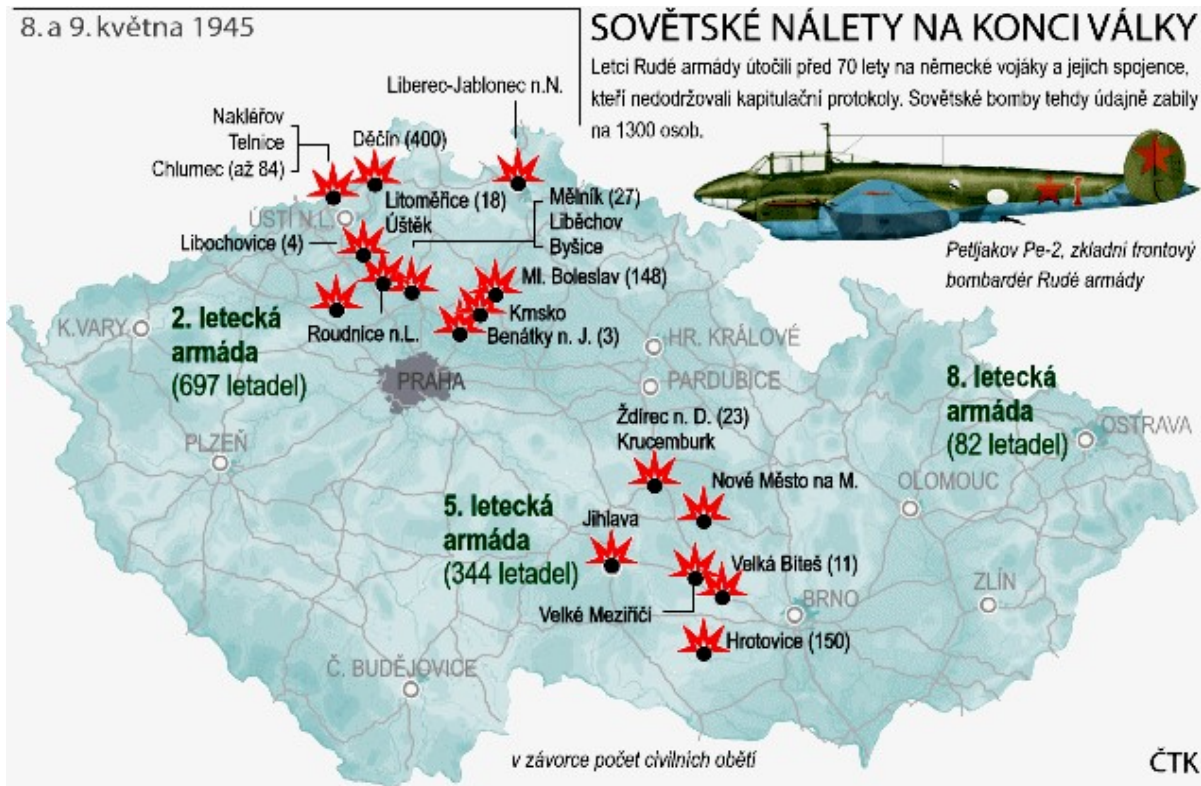 8. a 9. května 1945
SOVĚTSKÉ NÁLETY NA KONCI VÁLKY
Letci Rudé armády útočili před 70 lety na německé vojáky a jejich spojence,
kteří nedodržovali kapitulační protokoly. Sovětské bomby tehdy údajně zabily
na 1300 osob.
Petljakov Pe-2, zkladní frontový
bombardér Rudé armády
Liberec-Jablonec n.N.
Nakléřov
Telnice
Chlumec (až 84)
Děčín (400)
ÚSTÍ N.L.
Litoměřice (18)
Úštěk
Mělník (27)
Liběchov
Byšice
Libochovice (4)
Ml. Boleslav (148)
Krnsko
Benátky n. J. (3)
Roudnice n.L.
K.VARY
2. letecká
armáda
(697 letadel)
PRAHA
HR. KRÁLOVÉ
PARDUBICE
8. letecká
armáda
(82 letadel)
OSTRAVA
PLZEŇ
Ždírec n. D. (23)
Krucemburk
Nové Město na M.
OLOMOUC
5. letecká
armáda
(344 letadel)
Jihlava
Velká Bíteš (11)
Velké Meziříčí
BRNO
ZLÍN
Hrotovice (150)
Č. BUDĚJOVICE
v závorce počet civilních obětí
ČTK